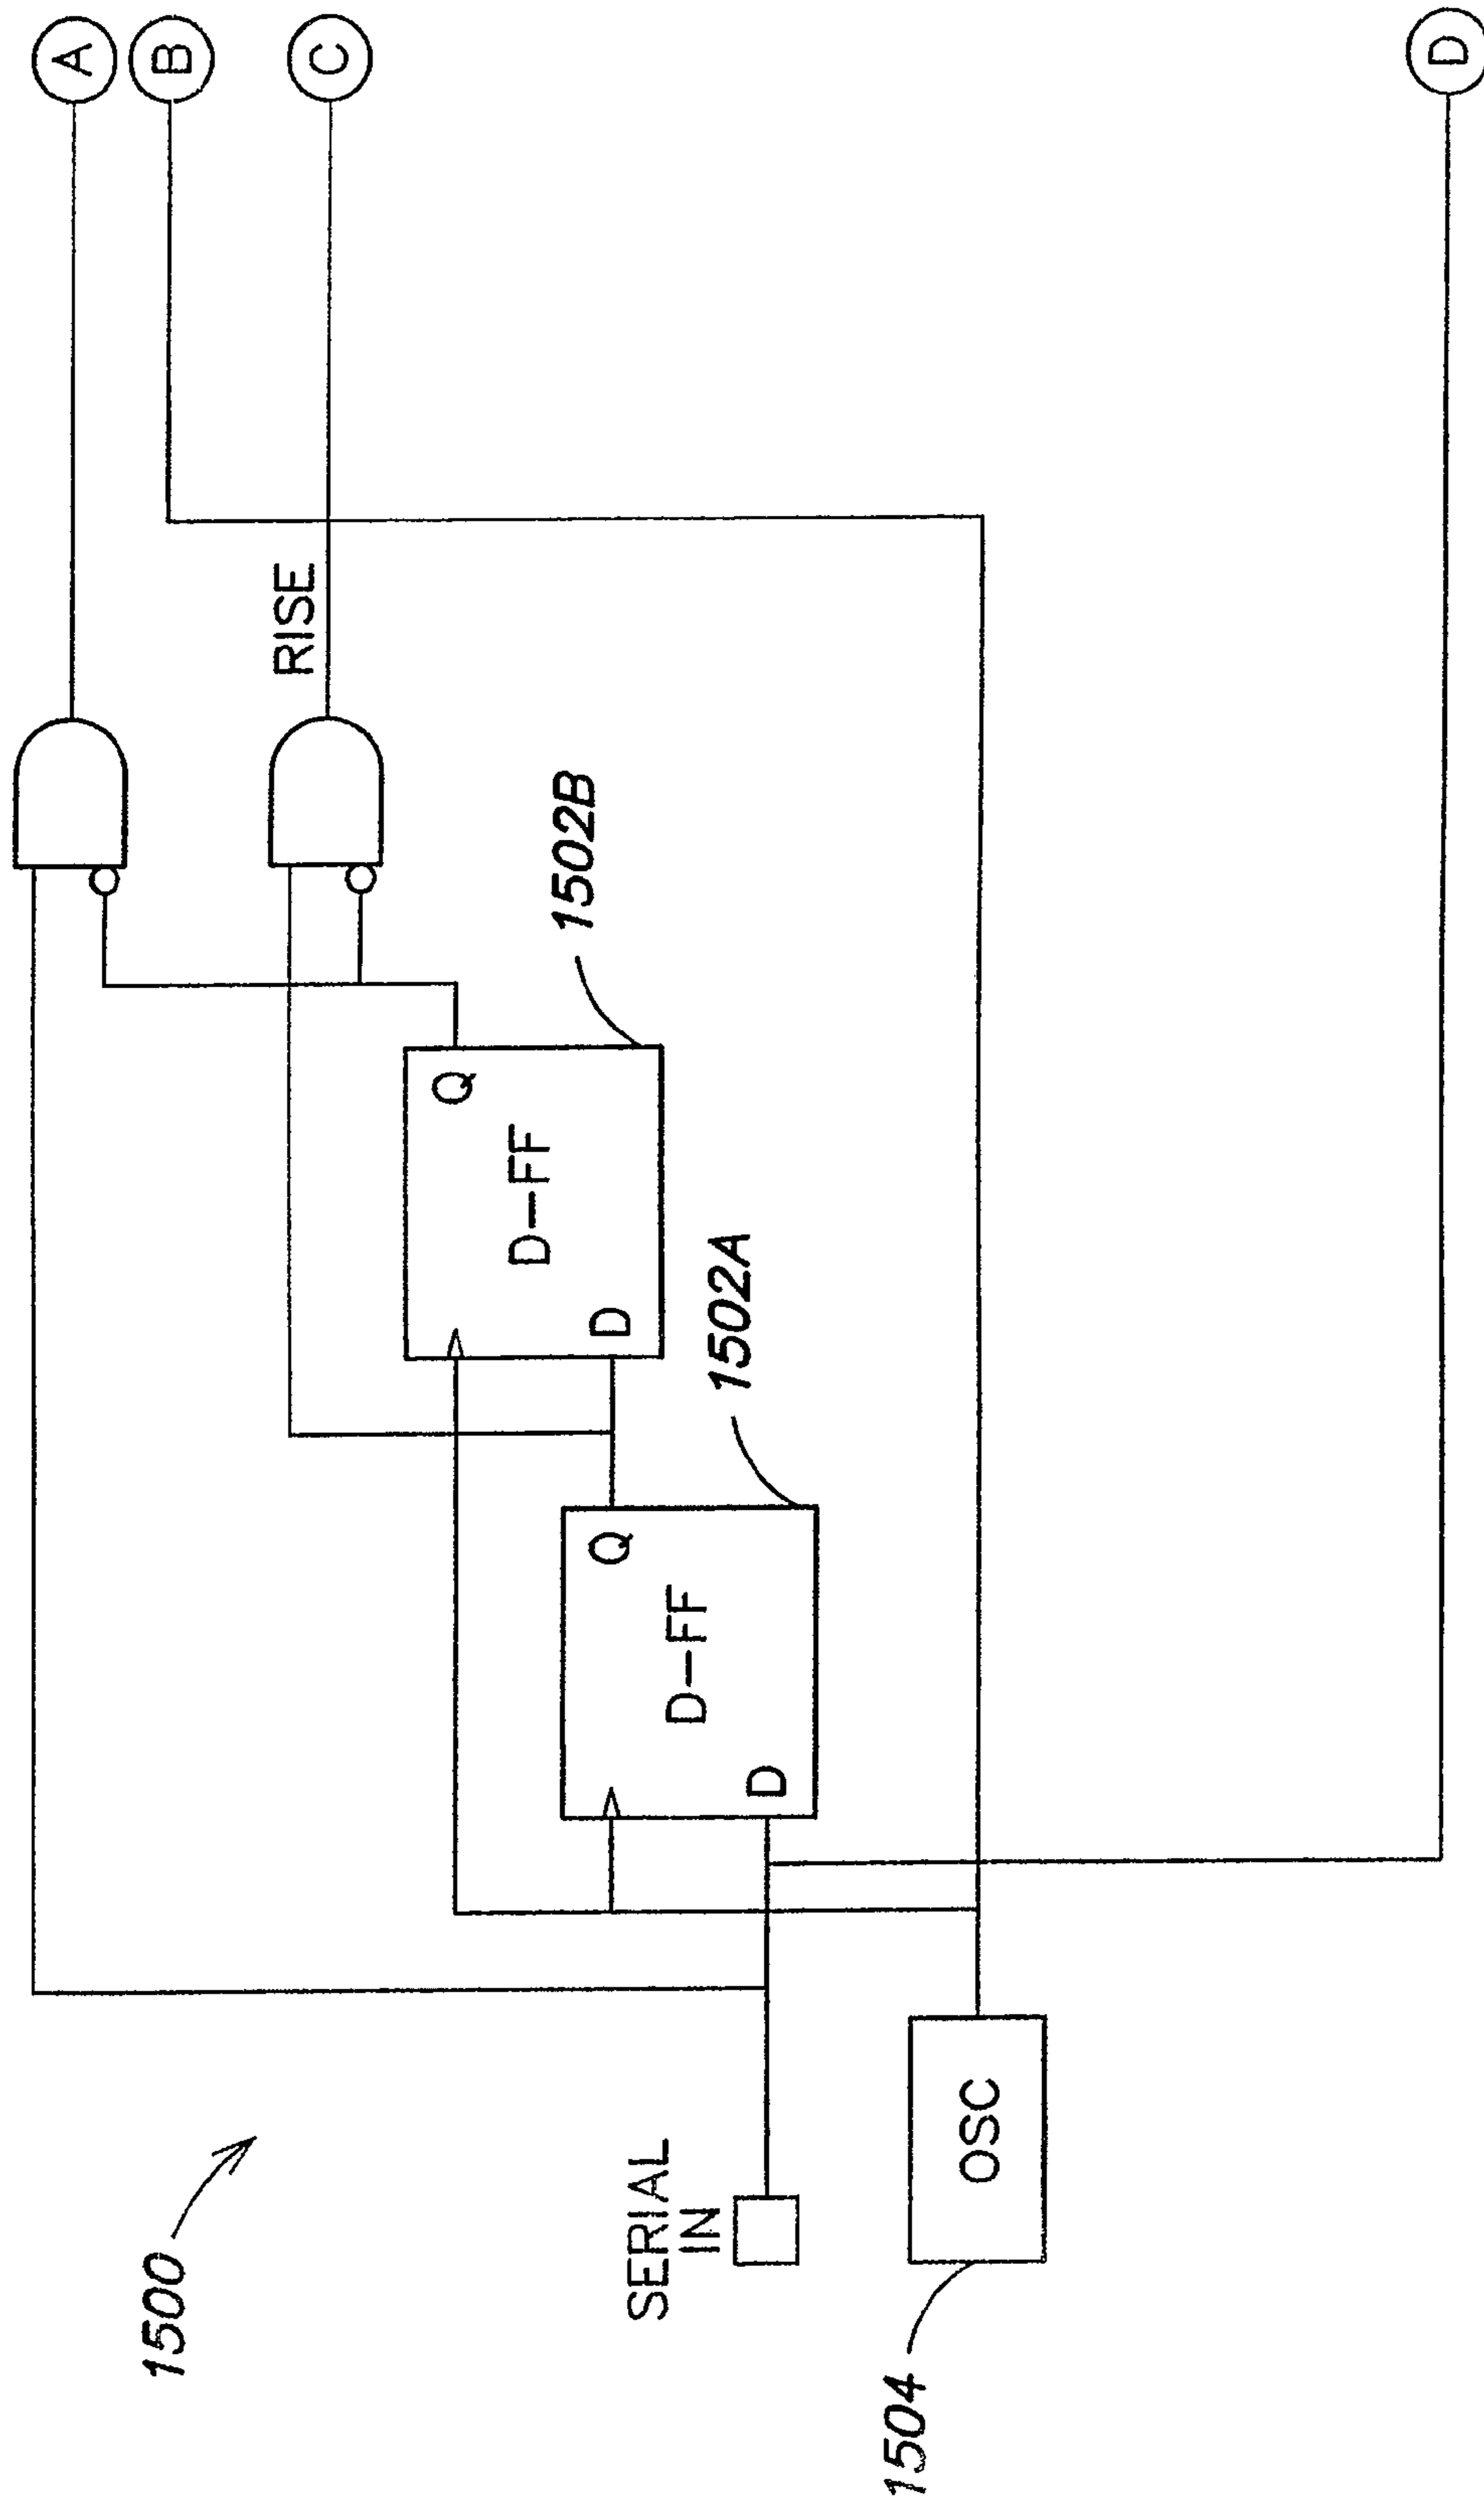 1500
SERIAL
IN
1504
OSC
D
D-FF
Q
1502A
D
D-FF
Q
1502B
RISE
A
B
C
D